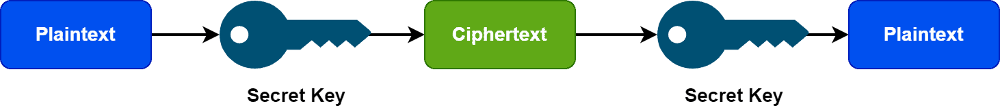 Plaintext
Ciphertext
Plaintext
Secret Key
Secret Key